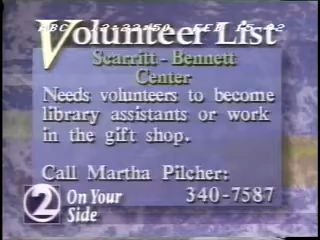 Volunteer List
Scarritt - Bennett
Center
Needs volunteers to become
library assistants or work
in the gift shop.
Call Martha Pilcher:
340-7587
2
On Your
Side